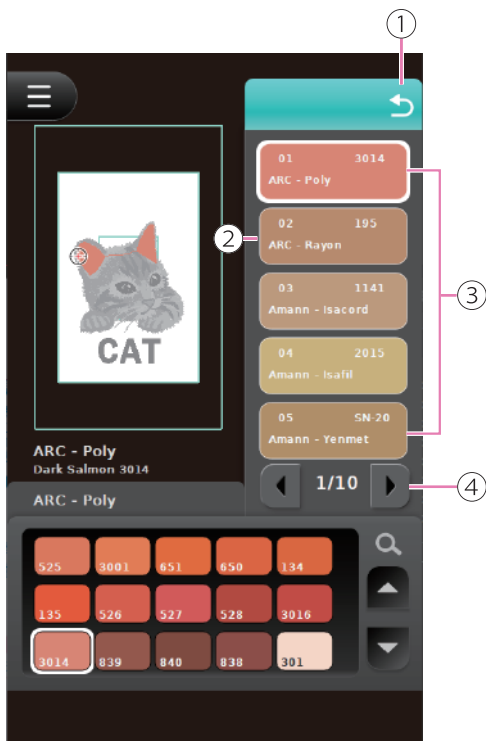 ①
01 3014
ARC - Poly
②
02 195
ARC - Rayon
③
03 1141
Amann - Isacord
04 2015
Amann - Isafil
05 SN-20
Amann - Yenmet
④
1/10
CAT
ARC - Poly
Dark Salmon 3014
ARC - Poly
525 3001 651 650 134
135 526 527 528 3016
3014 839 840 838 301